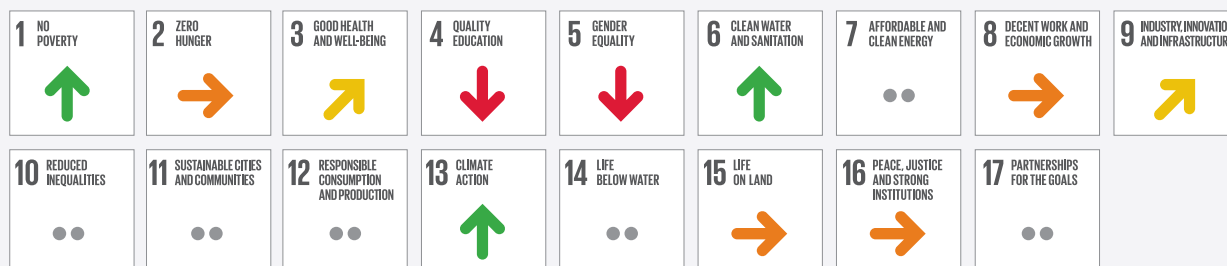 1 NO
POVERTY
2 ZERO
HUNGER
3 GOOD HEALTH
AND WELL-BEING
4 QUALITY
EDUCATION
5 GENDER
EQUALITY
6 CLEAN WATER
AND SANITATION
7 AFFORDABLE AND
CLEAN ENERGY
8 DECENT WORK AND
ECONOMIC GROWTH
9 INDUSTRY, INNOVATIO
AND INFRASTRUCTUR
10 REDUCED
INEQUALITIES
11 SUSTAINABLE CITIES
AND COMMUNITIES
12 RESPONSIBLE
CONSUMPTION
AND PRODUCTION
13 CLIMATE
ACTION
14 LIFE
BELOW WATER
15 LIFE
ON LAND
16 PEACE, JUSTICE
AND STRONG
INSTITUTIONS
17 PARTNERSHIPS
FOR THE GOALS